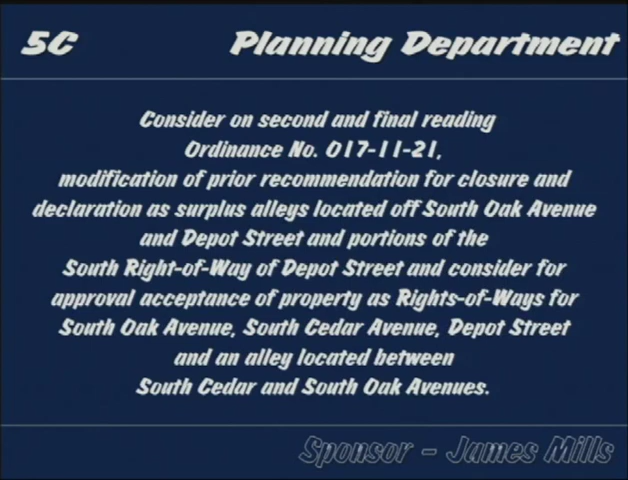 5C Planning Department
Consider on second and final reading
Ordinance No. 017-11-21,
modification of prior recommendation for closure and
declaration as surplus alleys located off South Oak Avenue
and Depot Street and portions of the
South Right-of-Way of Depot Street and consider for
approval acceptance of property as Rights-of-Ways for
South Oak Avenue, South Cedar Avenue, Depot Street
and an alley located between
South Cedar and South Oak Avenues.
Sponsor - James Mills